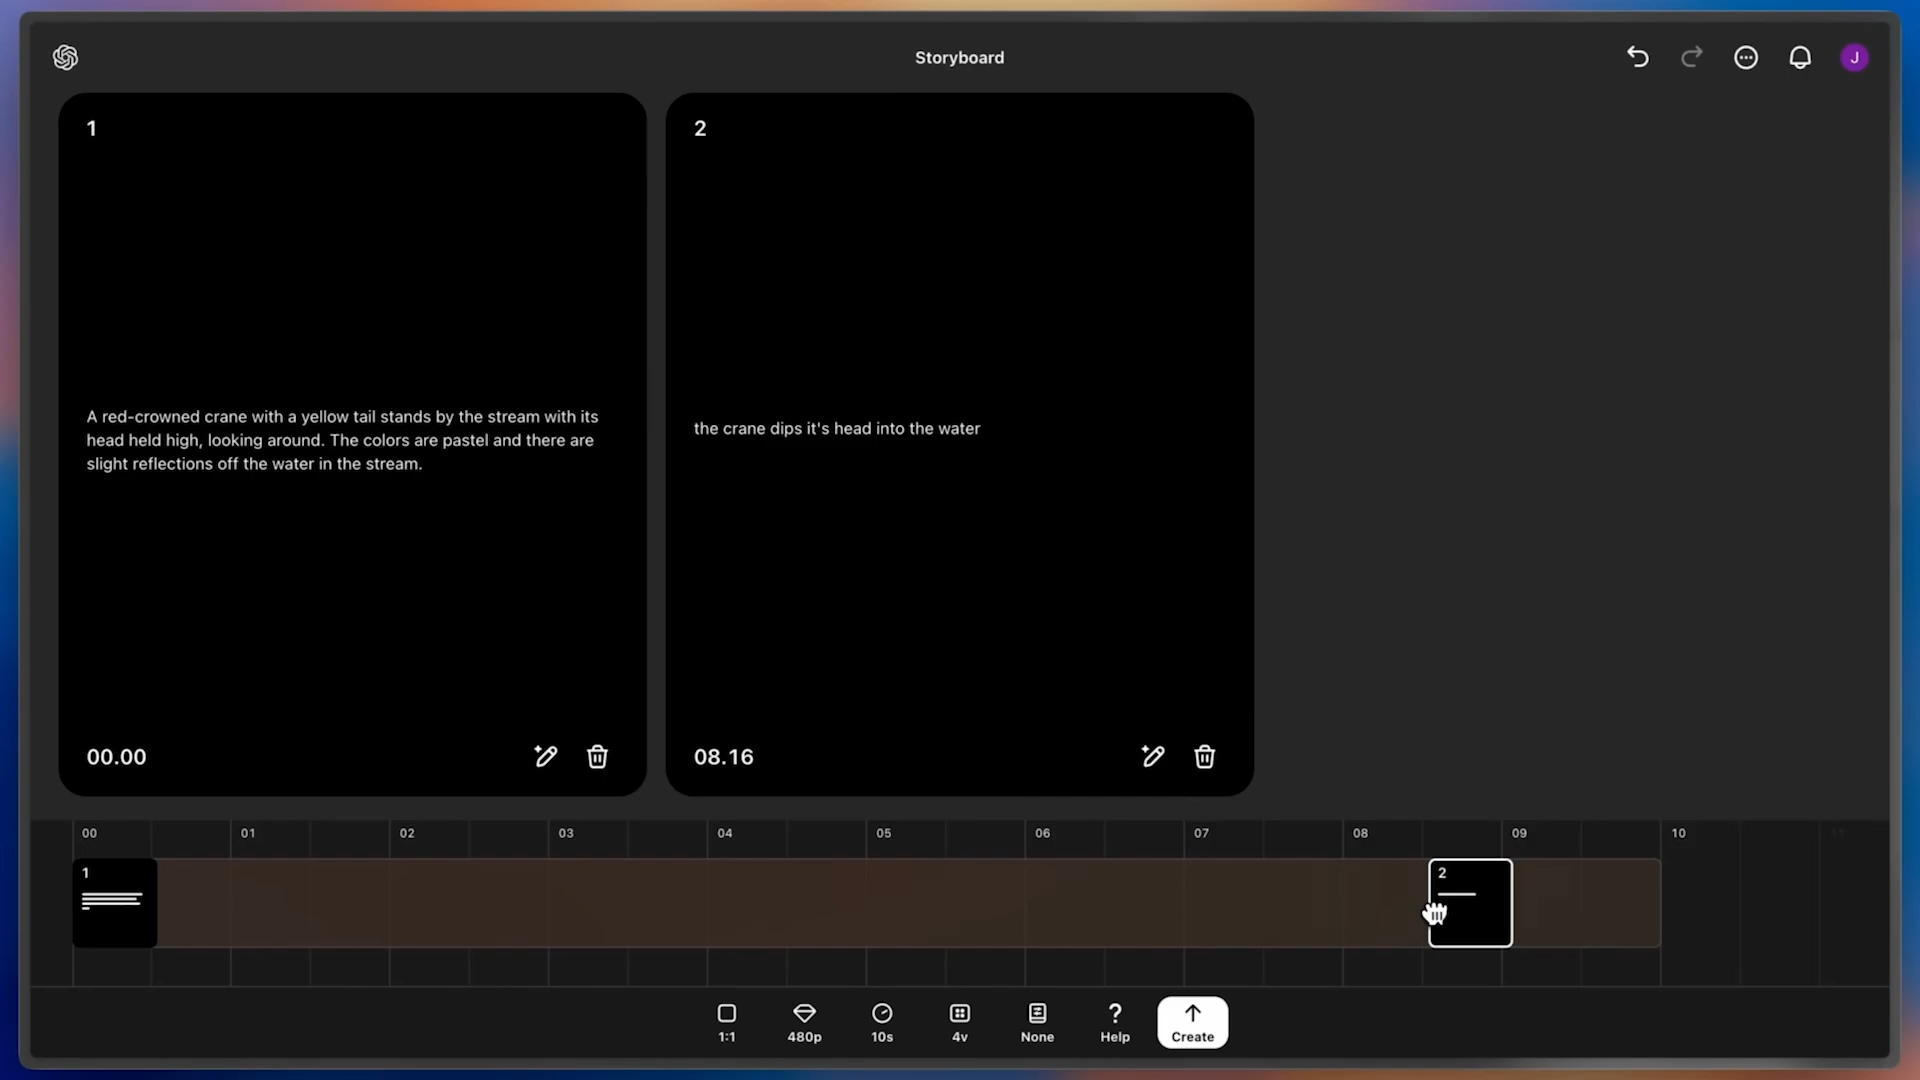 Storyboard
J
1
A red-crowned crane with a yellow tail stands by the stream with its
head held high, looking around. The colors are pastel and there are
slight reflections off the water in the stream.
00.00
2
the crane dips it's head into the water
08.16
00 01 02 03 04 05 06 07 08 09 10 11
1
2
1:1
480p
10s
4v
None
? Help
Create